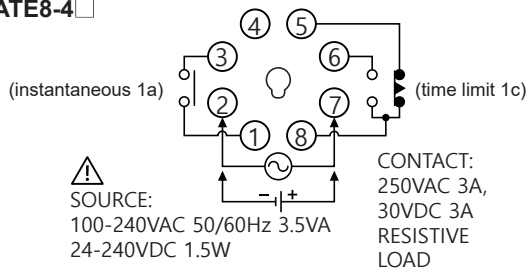 ATE8-4□
4 5
3 6
(instantaneous 1a) (time limit 1c)
2 7
1 8
− +
SOURCE:
100-240VAC 50/60Hz 3.5VA
24-240VDC 1.5W
CONTACT:
250VAC 3A,
30VDC 3A
RESISTIVE
LOAD